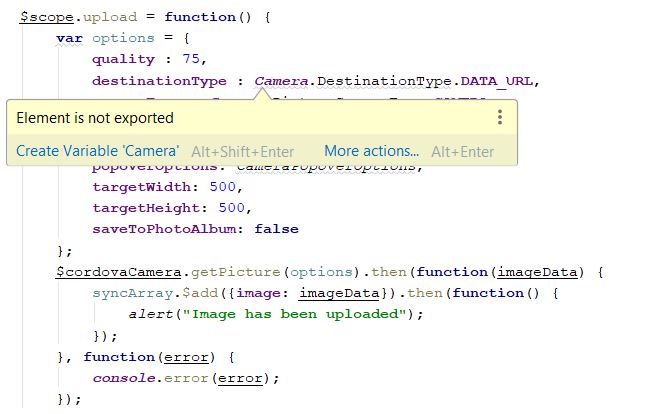 $scope.upload = function() {
var options = {
quality : 75,
destinationType : Camera.DestinationType.DATA_URL,
Element is not exported
Create Variable 'Camera' Alt+Shift+Enter More actions... Alt+Enter
popoverOptions: CameraPopoverOptions,
targetWidth: 500,
targetHeight: 500,
saveToPhotoAlbum: false
};
$cordovaCamera.getPicture(options).then(function(imageData) {
syncArray.$add({image: imageData}).then(function() {
alert("Image has been uploaded");
});
}, function(error) {
console.error(error);
});